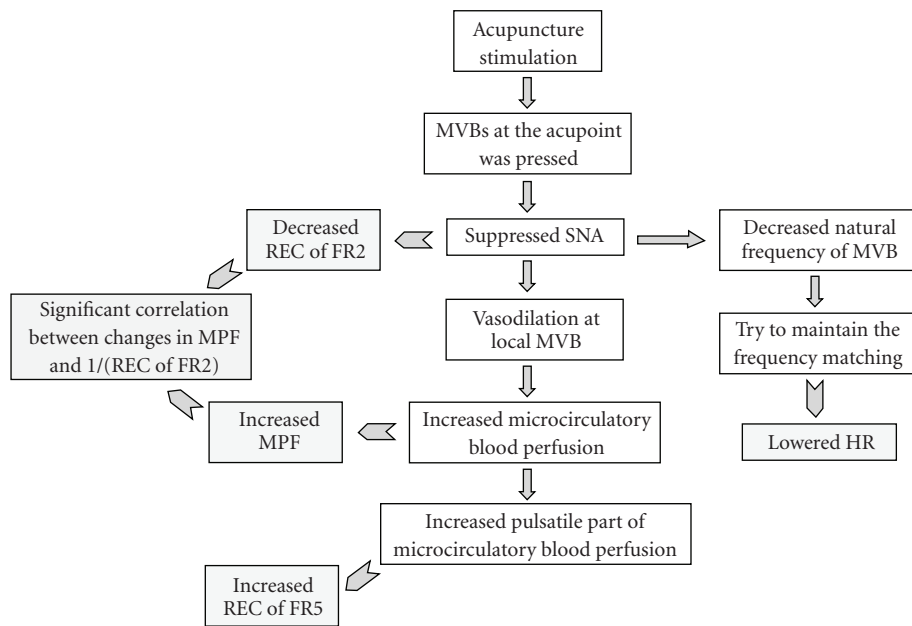 Acupuncture
stimulation
MVBs at the acupoint
was pressed
Decreased
REC of FR2
Suppressed SNA
Decreased natural
frequency of MVB
Significant correlation
between changes in MPF
and 1/(REC of FR2)
Vasodilation at
local MVB
Try to maintain the
frequency matching
Increased
MPF
Increased microcirculatory
blood perfusion
Lowered HR
Increased pulsatile part of
microcirculatory blood perfusion
Increased
REC of FR5